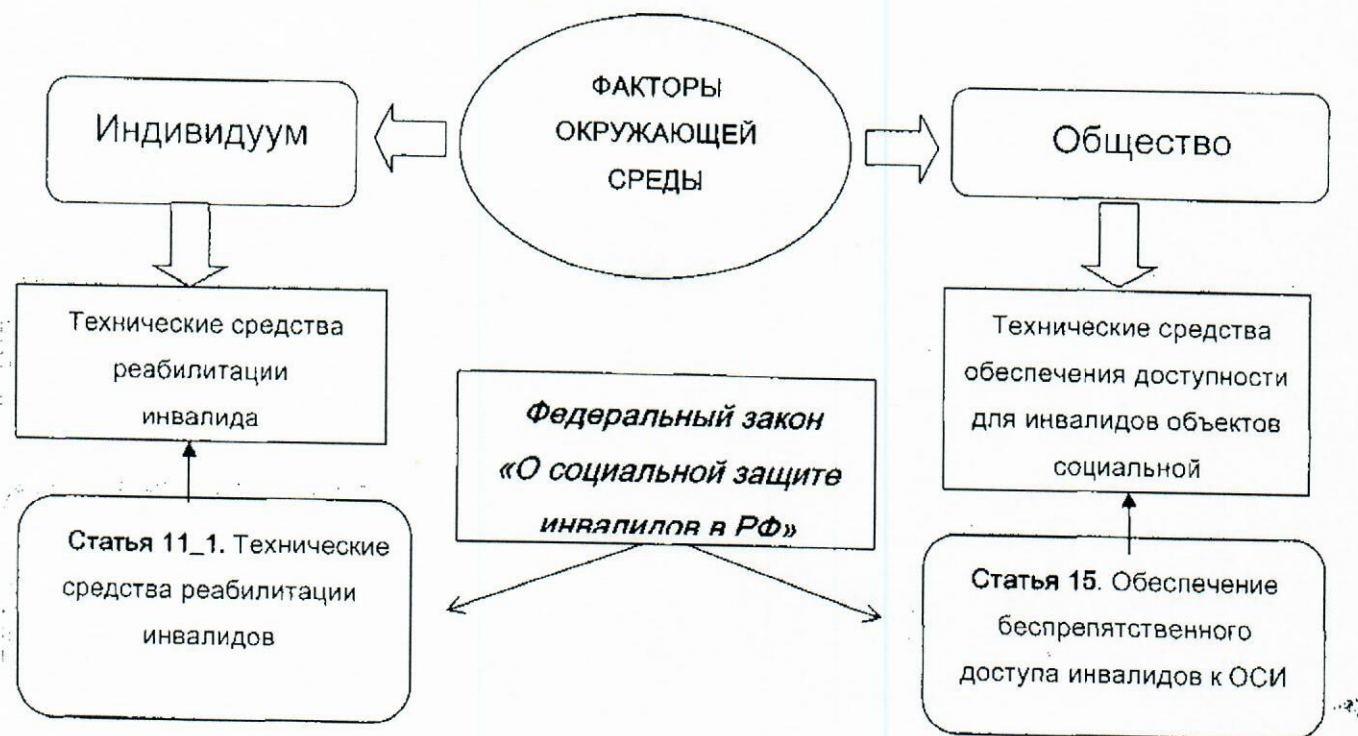 ФАКТОРЫ
ОКРУЖАЮЩЕЙ
СРЕДЫ
Индивидуум
Общество
Технические средства
реабилитации
инвалида
Технические средства
обеспечения доступности
для инвалидов объектов
социальной
Федеральный закон
«О социальной защите
инвалидов в РФ»
Статья 11_1. Технические
средства реабилитации
инвалидов
Статья 15. Обеспечение
беспрепятственного
доступа инвалидов к ОСИ